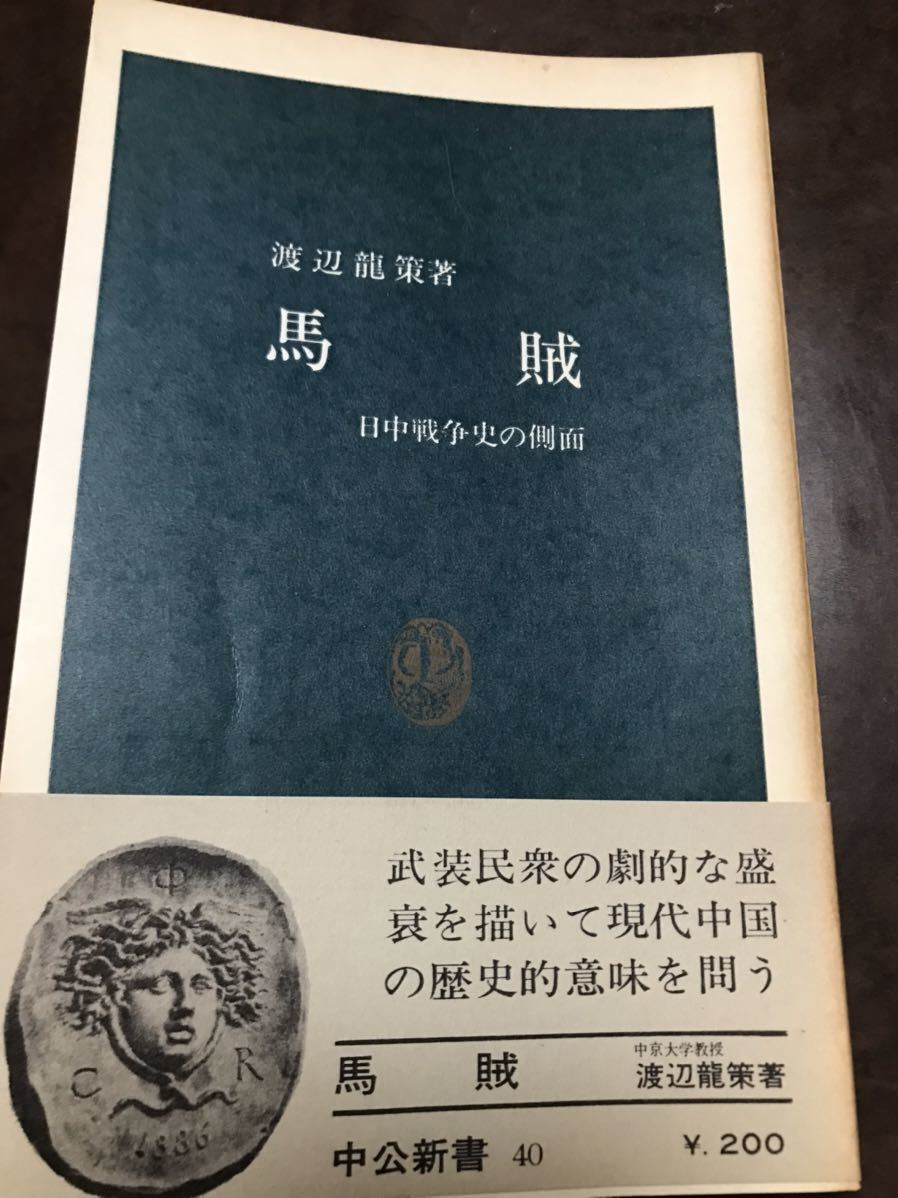 渡辺龍策著
馬賊
日中戦争史の側面
武装民衆の劇的な盛
衰を描いて現代中国
の歴史的意味を問う
馬賊
中京大学教授
渡辺龍策著
中公新書 40
¥. 200
Φ
C R
1886